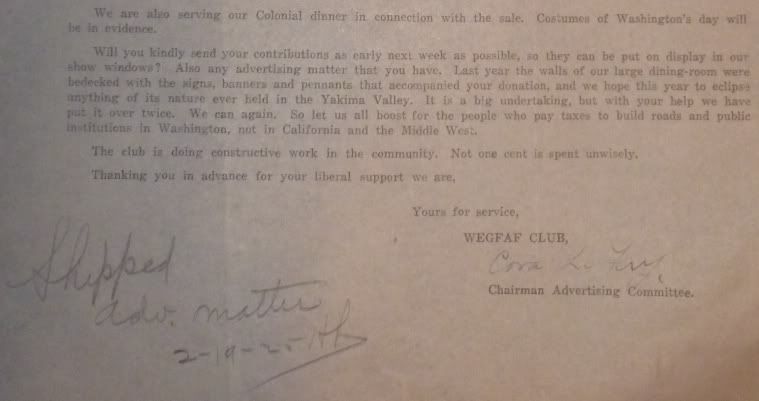 We are also serving our Colonial dinner in connection with the sale. Costumes of Washington's day will
be in evidence.
Will you kindly send your contributions as early next week as possible, so they can be put on display in our
show windows? Also any advertising matter that you have. Last year the walls of our large dining-room were
bedecked with the signs, banners and pennants that accompanied your donation, and we hope this year to eclipse
anything of its nature ever held in the Yakima Valley. It is a big undertaking, but with your help we have
put it over twice. We can again. So let us all boost for the people who pay taxes to build roads and public
institutions in Washington, not in California and the Middle West.
The club is doing constructive work in the community. Not one cent is spent unwisely.
Thanking you in advance for your liberal support we are,
Yours for service,
WEGFAF CLUB,
Cora
Chairman Advertising Committee.
Shipped
adv. matter
2-19-25